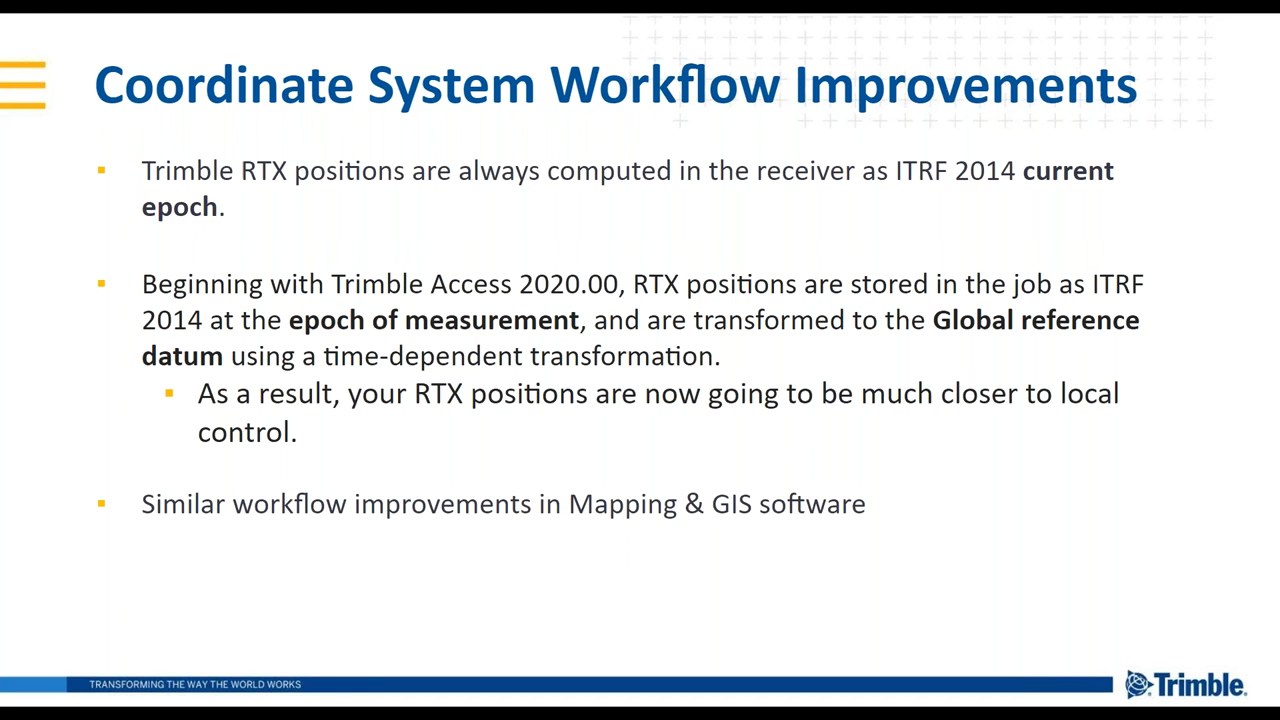 Coordinate System Workflow Improvements
Trimble RTX positions are always computed in the receiver as ITRF 2014 current
epoch.
Beginning with Trimble Access 2020.00, RTX positions are stored in the job as ITRF
2014 at the epoch of measurement, and are transformed to the Global reference
datum using a time-dependent transformation.
As a result, your RTX positions are now going to be much closer to local
control.
Similar workflow improvements in Mapping & GIS software
TRANSFORMING THE WAY THE WORLD WORKS
Trimble.